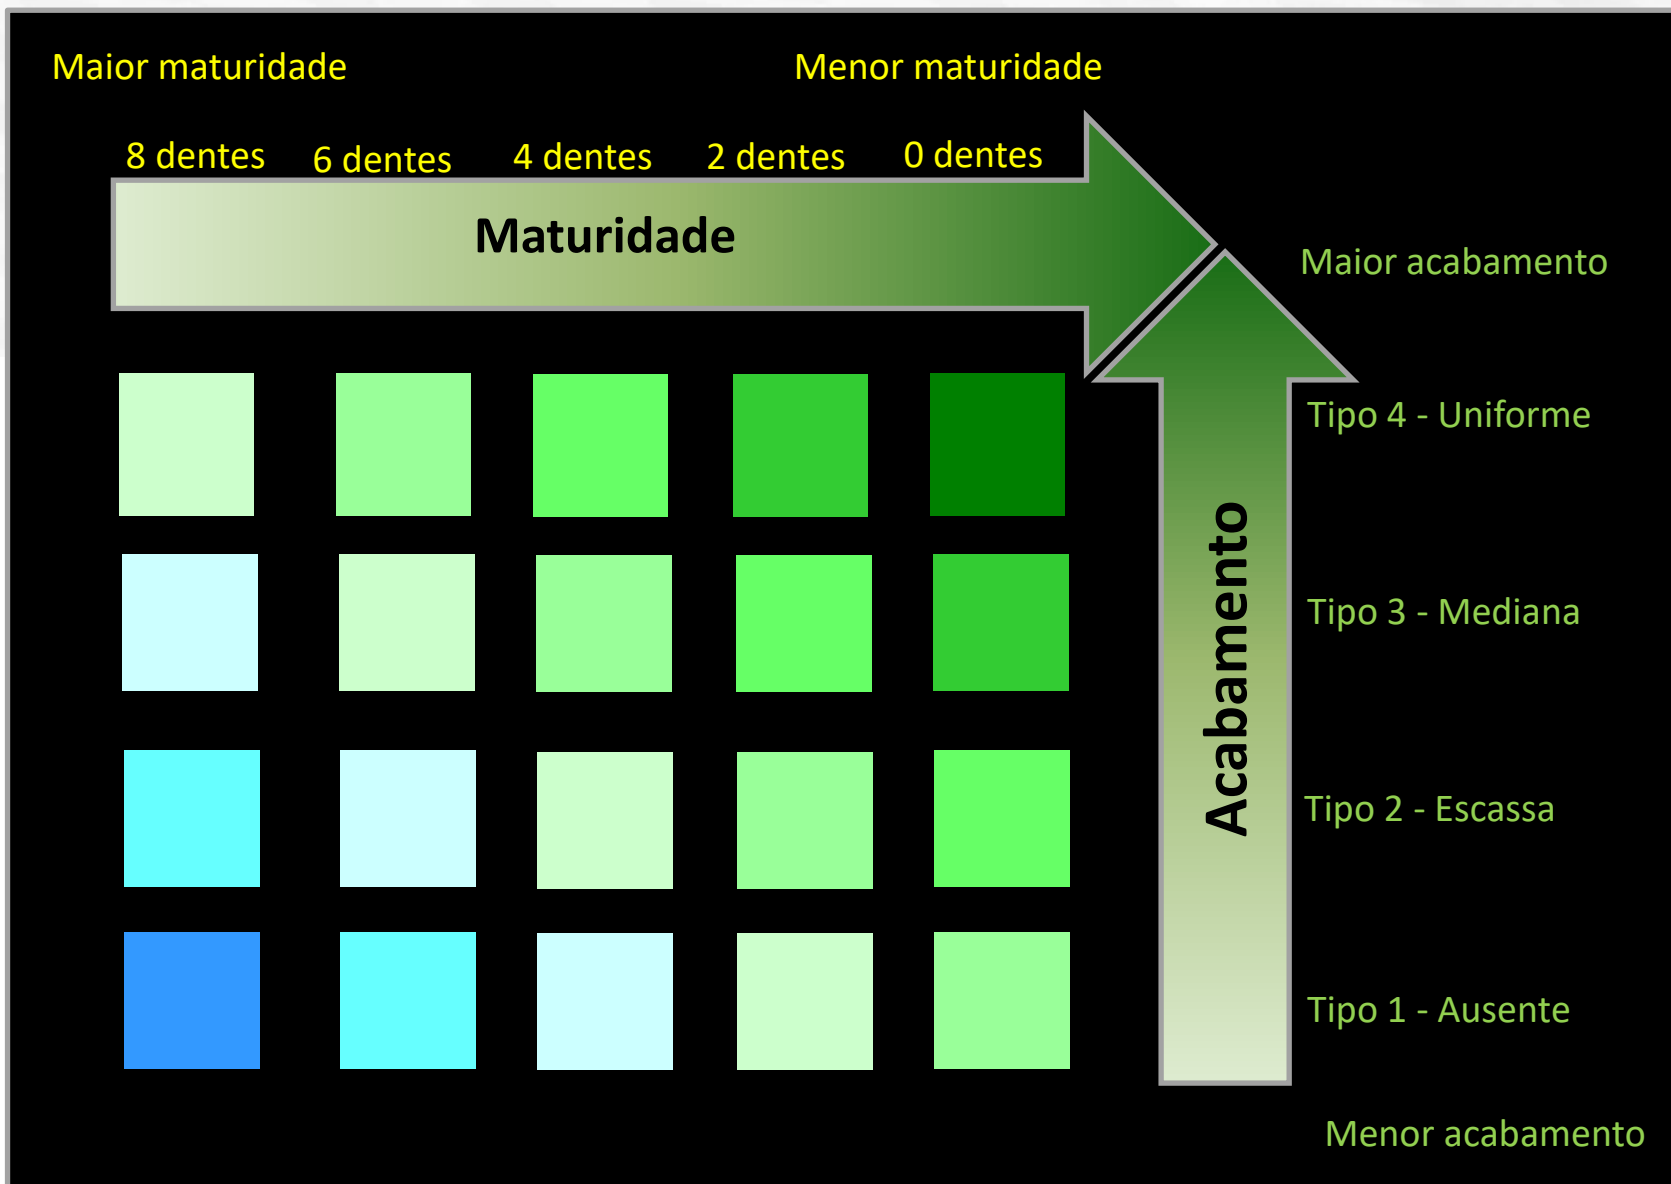 Maior maturidade
Menor maturidade
8 dentes
6 dentes
4 dentes
2 dentes
0 dentes
Maturidade
Maior acabamento
Tipo 4 - Uniforme
Tipo 3 - Mediana
Acabamento
Tipo 2 - Escassa
Tipo 1 - Ausente
Menor acabamento